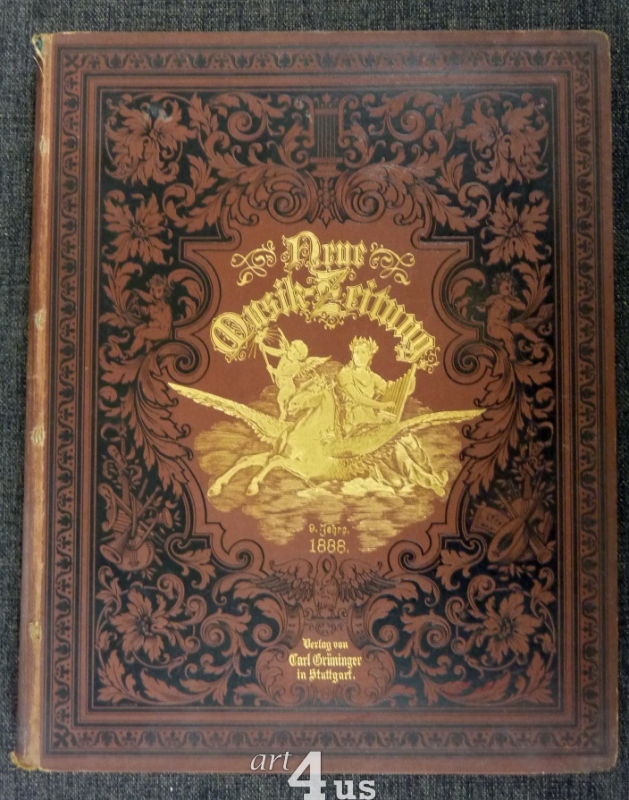 Neue
Musik-Zeitung
9. Jahrg.
1888.
Verlag von
Carl Grüninger
in Stuttgart.
art4us